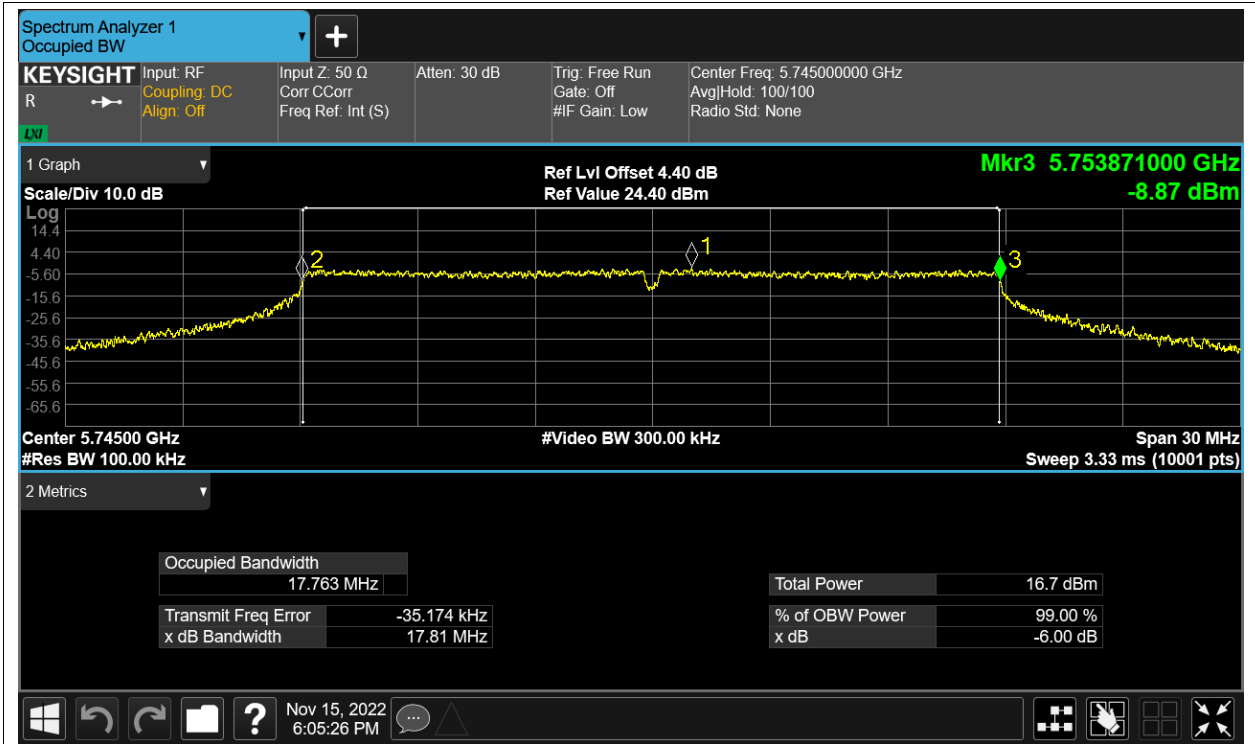 Spectrum Analyzer 1
Occupied BW
KEYSIGHT
R
LXI
Input: RF
Coupling: DC
Align: Off
Input Z: 50 Ω
Corr CCorr
Freq Ref: Int (S)
Atten: 30 dB
Trig: Free Run
Gate: Off
#IF Gain: Low
Center Freq: 5.745000000 GHz
Avg|Hold: 100/100
Radio Std: None
1 Graph
Scale/Div 10.0 dB
Ref Lvl Offset 4.40 dB
Ref Value 24.40 dBm
Mkr3 5.753871000 GHz
-8.87 dBm
Log
14.4
4.40
-5.60
-15.6
-25.6
-35.6
-45.6
-55.6
-65.6
2
1
3
Center 5.74500 GHz
#Res BW 100.00 kHz
#Video BW 300.00 kHz
Span 30 MHz
Sweep 3.33 ms (10001 pts)
2 Metrics
Occupied Bandwidth
17.763 MHz
Transmit Freq Error -35.174 kHz
x dB Bandwidth 17.81 MHz
Total Power 16.7 dBm
% of OBW Power 99.00 %
x dB -6.00 dB
?
Nov 15, 2022
6:05:26 PM